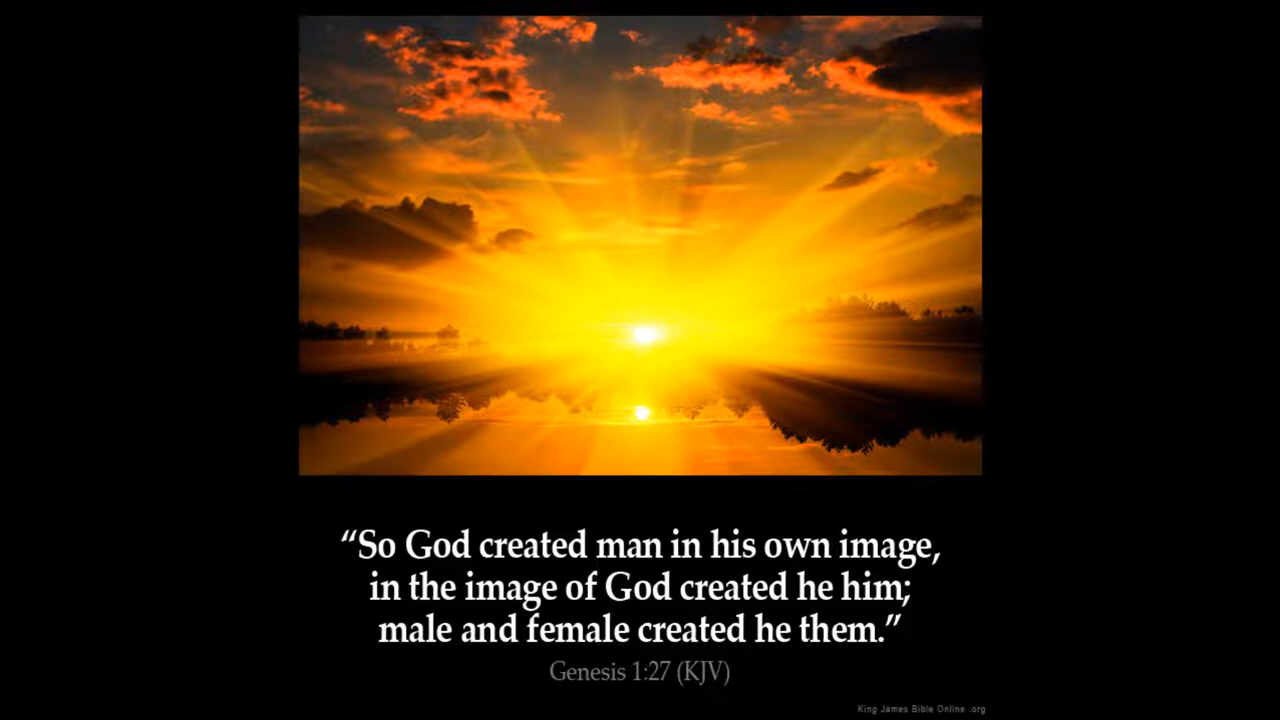 “So God created man in his own image,
in the image of God created he him;
male and female created he them.”
Genesis 1:27 (KJV)
King James Bible Online .org